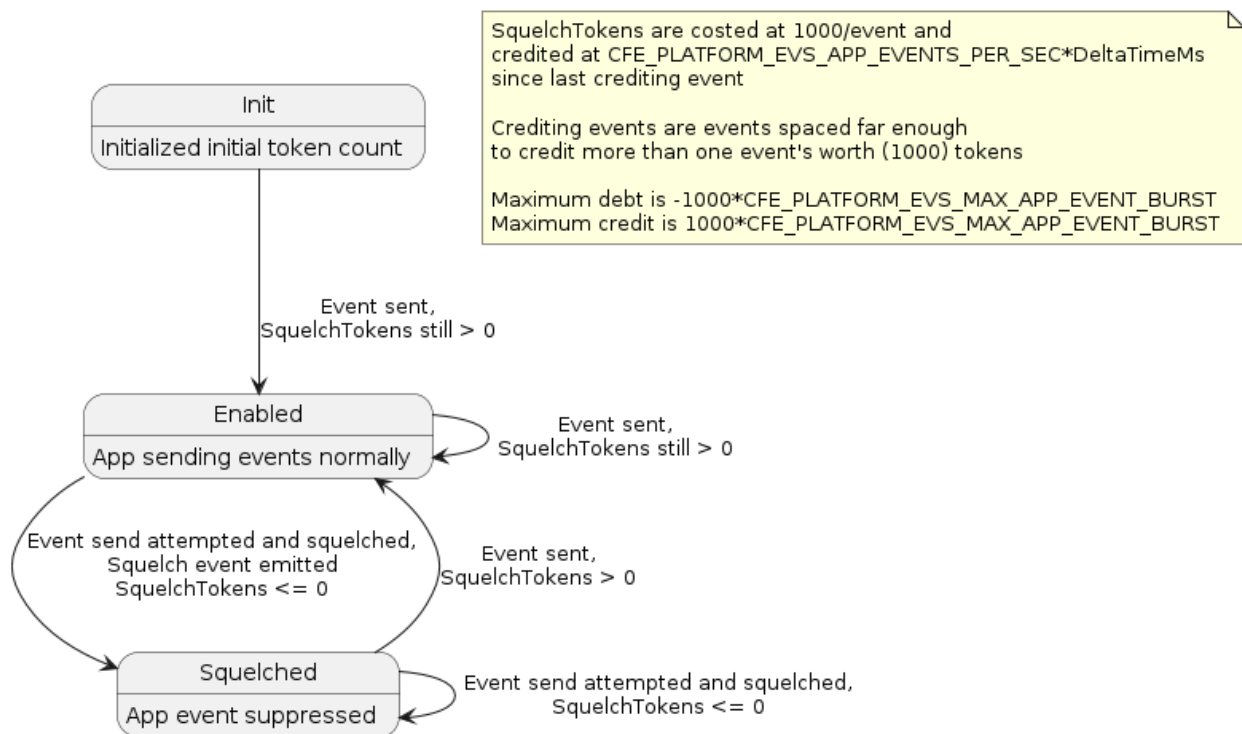 SquelchTokens are costed at 1000/event and
credited at CFE_PLATFORM_EVS_APP_EVENTS_PER_SEC*DeltaTimeMs
since last crediting event
Crediting events are events spaced far enough
to credit more than one event's worth (1000) tokens
Maximum debt is -1000*CFE_PLATFORM_EVS_MAX_APP_EVENT_BURST
Maximum credit is 1000*CFE_PLATFORM_EVS_MAX_APP_EVENT_BURST
Init
Initialized initial token count
Event sent,
SquelchTokens still > 0
Enabled
App sending events normally
Event sent,
SquelchTokens still > 0
Event send attempted and squelched,
Squelch event emitted
SquelchTokens <= 0
Event sent,
SquelchTokens > 0
Squelched
App event suppressed
Event send attempted and squelched,
SquelchTokens <= 0